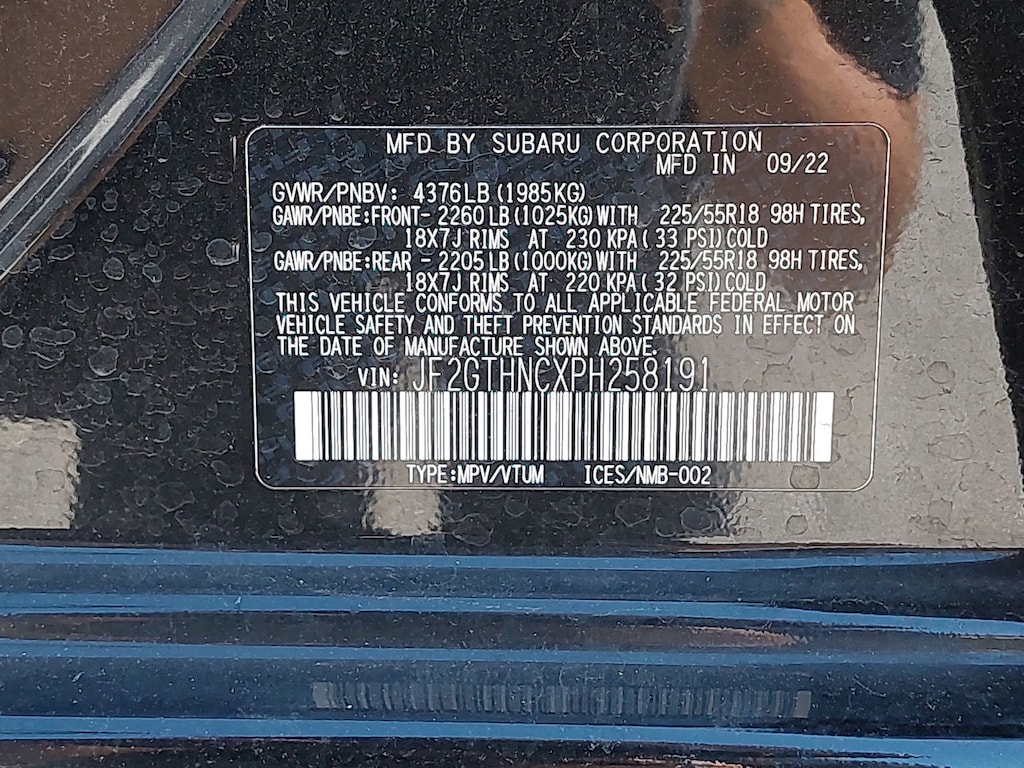 MFD BY SUBARU CORPORATION
MFD IN 09/22
GVWR/PNBV: 4376LB (1985KG)
GAWR/PNBE:FRONT- 2260 LB (1025KG) WITH 225/55R18 98H TIRES,
18X7J RIMS AT 230 KPA( 33 PSI) COLD
GAWR/PNBE:REAR - 2205 LB (1000KG) WITH 225/55R18 98H TIRES,
18X7J RIMS AT 220 KPA( 32 PSI) COLD
THIS VEHICLE CONFORMS TO ALL APPLICABLE FEDERAL MOTOR
VEHICLE SAFETY AND THEFT PREVENTION STANDARDS IN EFFECT ON
THE DATE OF MANUFACTURE SHOWN ABOVE.
VIN: JF2GTHNCXPH258191
TYPE:MPV/VTUM ICES/NMB-002